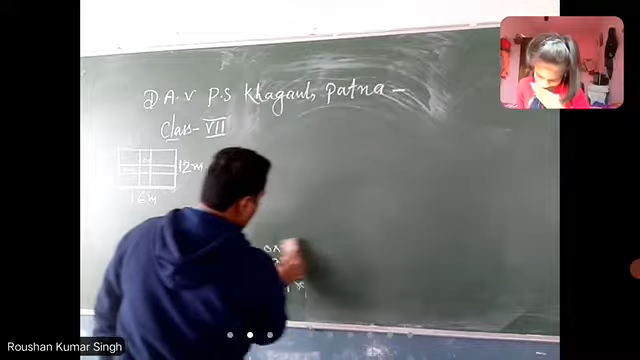 D A.V P.S Khagaul, Patna -
Class - VII
12m
16m
Roushan Kumar Singh